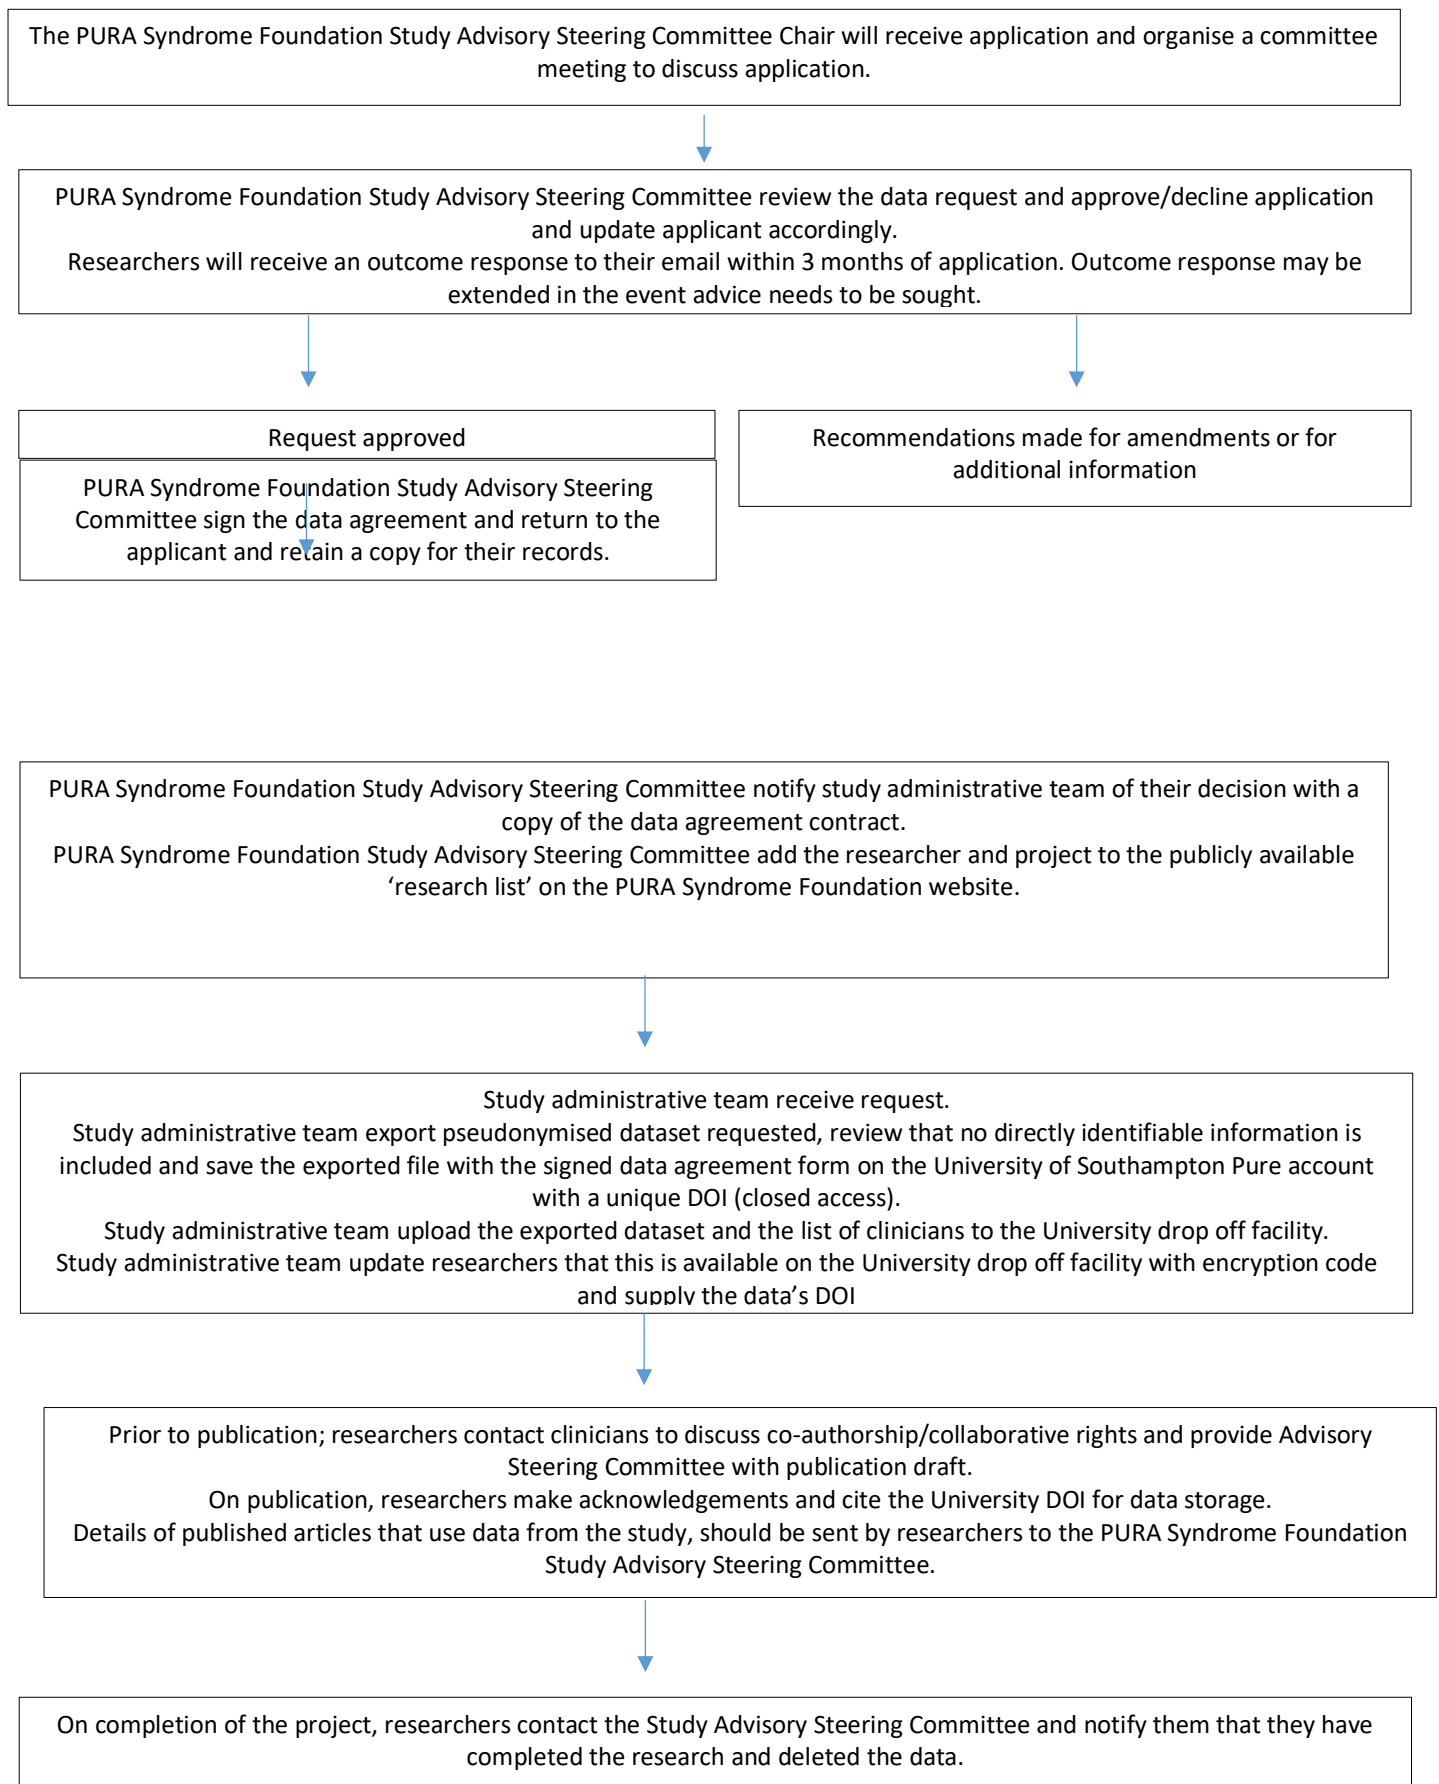 The PURA Syndrome Foundation Study Advisory Steering Committee Chair will receive application and organise a committee
meeting to discuss application.
PURA Syndrome Foundation Study Advisory Steering Committee review the data request and approve/decline application
and update applicant accordingly.
Researchers will receive an outcome response to their email within 3 months of application. Outcome response may be
extended in the event advice needs to be sought.
Request approved
PURA Syndrome Foundation Study Advisory Steering
Committee sign the data agreement and return to the
applicant and retain a copy for their records.
Recommendations made for amendments or for
additional information
PURA Syndrome Foundation Study Advisory Steering Committee notify study administrative team of their decision with a
copy of the data agreement contract.
PURA Syndrome Foundation Study Advisory Steering Committee add the researcher and project to the publicly available
‘research list’ on the PURA Syndrome Foundation website.
Study administrative team receive request.
Study administrative team export pseudonymised dataset requested, review that no directly identifiable information is
included and save the exported file with the signed data agreement form on the University of Southampton Pure account
with a unique DOI (closed access).
Study administrative team upload the exported dataset and the list of clinicians to the University drop off facility.
Study administrative team update researchers that this is available on the University drop off facility with encryption code
and supply the data's DOI
Prior to publication; researchers contact clinicians to discuss co-authorship/collaborative rights and provide Advisory
Steering Committee with publication draft.
On publication, researchers make acknowledgements and cite the University DOI for data storage.
Details of published articles that use data from the study, should be sent by researchers to the PURA Syndrome Foundation
Study Advisory Steering Committee.
On completion of the project, researchers contact the Study Advisory Steering Committee and notify them that they have
completed the research and deleted the data.